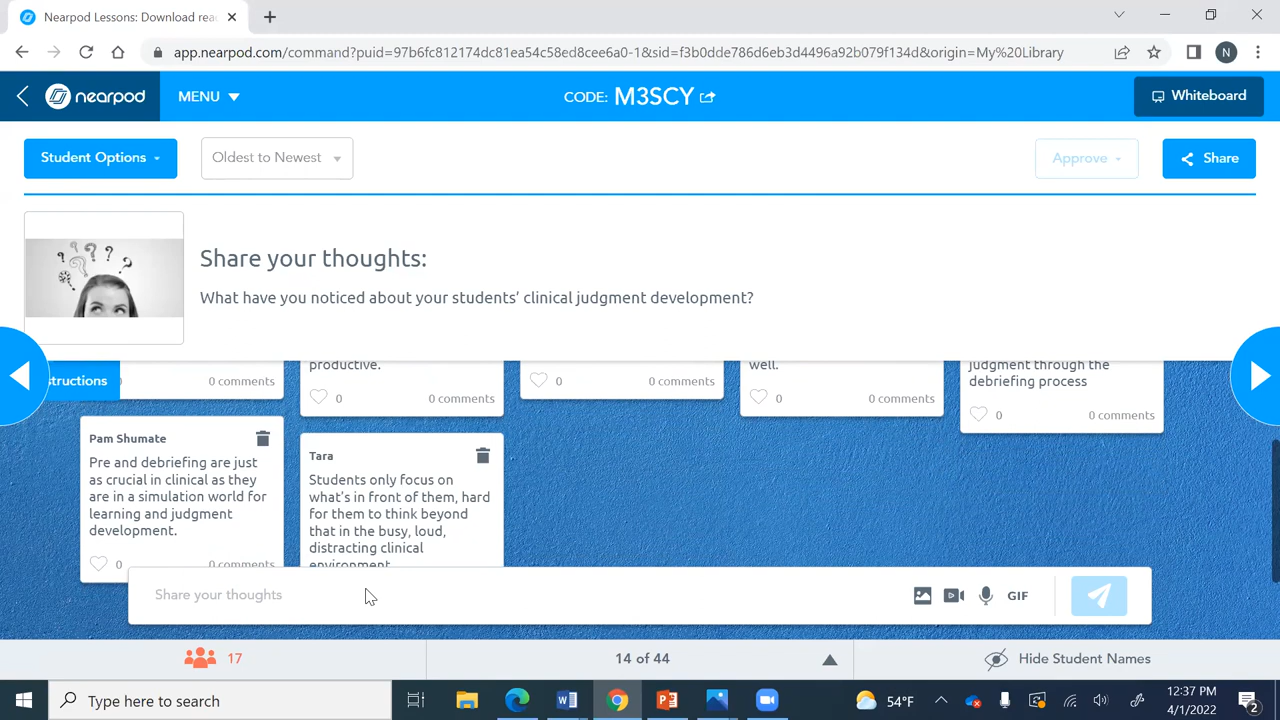 Nearpod Lessons: Download rea
app.nearpod.com/command?puid=97b6fc812174dc81ea54c58ed8cee6a0-1&sid=f3b0dde786d6eb3d4496a92b079f134d&origin=My%20Library
N
nearpod
MENU
CODE: M3SCY
Whiteboard
Student Options
Oldest to Newest
Approve
Share
Share your thoughts:
What have you noticed about your students' clinical judgment development?
structions
0 comments
productive.
0
0 comments
0
0 comments
well.
0
0 comments
judgment through the
debriefing process
0
0 comments
Pam Shumate
Pre and debriefing are just
as crucial in clinical as they
are in a simulation world for
learning and judgment
development.
0
0 comments
Tara
Students only focus on
what's in front of them, hard
for them to think beyond
that in the busy, loud,
distracting clinical
environment
Share your thoughts
GIF
17
14 of 44
Hide Student Names
Type here to search
54°F
12:37 PM
4/1/2022
2